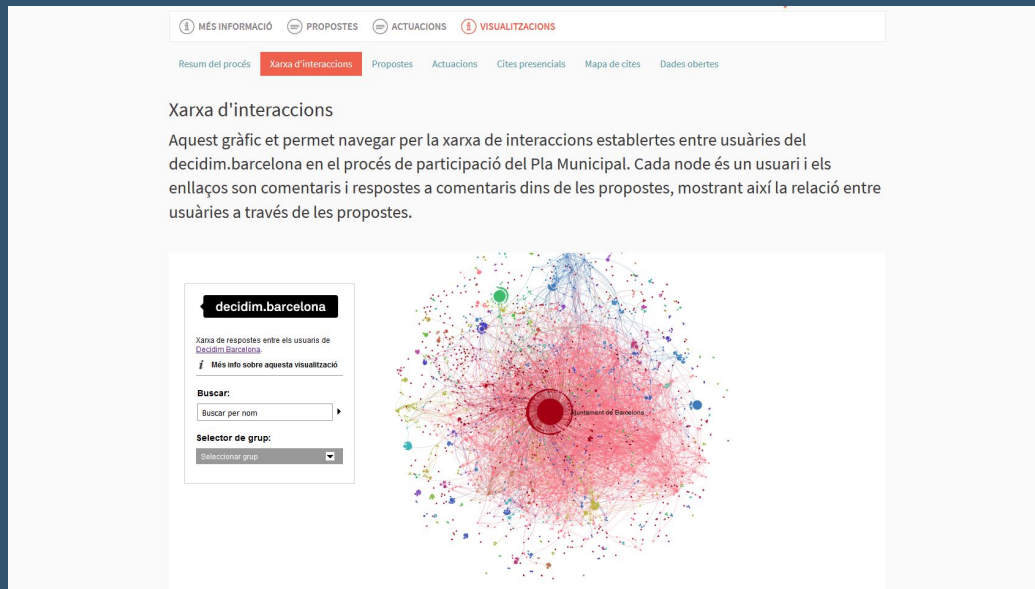 MÉS INFORMACIÓ PROPOSTES ACTUACIONS VISUALITZACIONS
Resum del procés Xarxa d'interaccions Propostes Actuacions Cites presencials Mapa de cites Dades obertes
Xarxa d'interaccions
Aquest gràfic et permet navegar per la xarxa de interaccions establertes entre usuàries del
decidim.barcelona en el procés de participació del Pla Municipal. Cada node és un usuari i els
enllaços son comentaris i respostes a comentaris dins de les propostes, mostrant així la relació entre
usuàries a través de les propostes.
decidim.barcelona
Xarxa de respostes entre els usuaris de
Decidim Barcelona.
i Més info sobre aquesta visualització
Buscar:
Buscar per nom
Selector de grup:
Seleccionar grup
Ajuntament de Barcelona